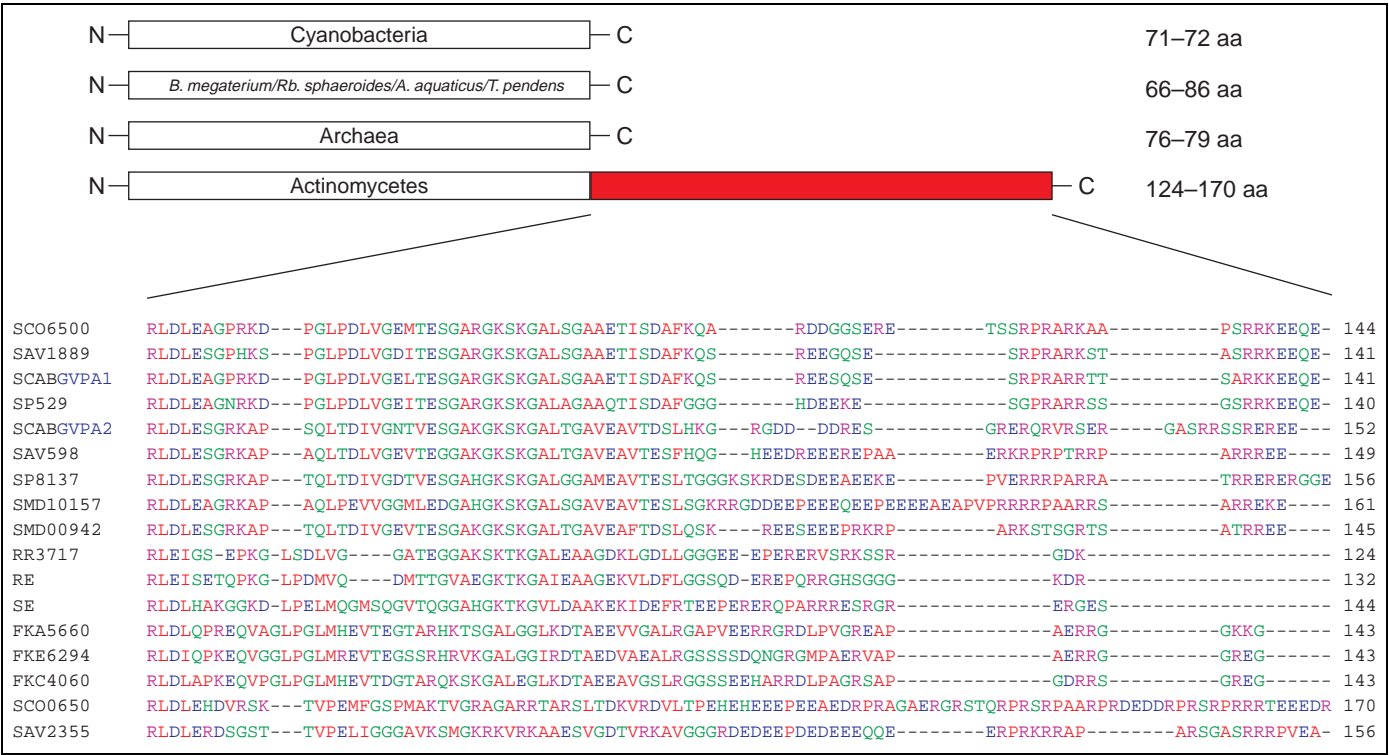 N Cyanobacteria C 71–72 aa
N B. megaterium/Rb. sphaeroides/A. aquaticus/T. pendens C 66–86 aa
N Archaea C 76–79 aa
N Actinomycetes C 124–170 aa
SCO6500 RLDLEAGPRKD---PGLPDLVGEMTESGARGKSKGALSGAAETISDAFKQA-------RDDGGSERE---------TSSRPRARKAA----------PSRRKEEQE- 144
SAV1889 RLDLESGPHKS---PGLPDLVGDITESGARGKSKGALSGAAETISDAFKQS-------REEGQSE-----------SRPRARKST----------ASRRKEEQE- 141
SCABGVPA1 RLDLEAGPRKD---PGLPDLVGELTESGARGKSKGALSGAAETISDAFKQS-------REESQSE-----------SRPRARRTT----------SARKKEEQE- 141
SP529 RLDLEAGNRKD---PGLPDLVGEITESGARGKSKGALAGAAQTISDAFGGG-------HDEEKE------------SGPRARRSS----------GSRRKEEQE- 140
SCABGVPA2 RLDLESGRKAP---SQLTDIVGNTVESGAKGKSKGALTGAVEAVTDSLHKG---RGDD--DDRES----------GRERQRVRSER------GASRRSSREREE--- 152
SAV598 RLDLESGRKAP---AQLTDLVGEVTEGGAKGKSKGALTGAVEAVTESFHQG---HEEDREEEREPAA--------ERKRPRPTRRP---------ARRREE---- 149
SP8137 RLDLESGRKAP---TQLTDIVGDTVESGAHGKSKGALGGAMEAVTESLTGGGKSKRDESDEEAEEKE--------PVERRRPARRA---------TRRERERGGE 156
SMD10157 RLDLEAGRKAP---AQLPEVVGGMLEDGAHGKSKGALSGAVEAVTESLSGKRRGDDEEPEEEQEEPEEEEAEAPVPRRRRPAARRS---------ARREKE---- 161
SMD00942 RLDLESGRKAP---TQLTDIVGEVTESGAKGKSKGALTGAVEAFTDSLQSK----REESEEEPRKRP---------ARKSTSGRTS---------ATRREE---- 145
RR3717 RLEIGS-EPKG-LSDLVG----GATEGGAKSKTKGALEAAGDKLGDLLGGGEE-EPERERVSRKSSR---------------GDK---------------------- 124
RE RLEISETQPKG-LPDMVQ----DMTTGVAEGKTKGAIEAAGEKVLDFLGGSQD-EREPQRRGHSGGG---------------KDR---------------------- 132
SE RLDLHAKGGKD-LPELMQGMSQGVTQGGAHGKTKGVLDAAKEKIDEFRTEEPERERQPARRRESRGR---------------ERGES-------------------- 144
FKA5660 RLDLQPREQVAGLPGLMHEVTEGTARHKTSGALGGLKDTAEEVVGALRGAPVEERRGRDLPVGREAP---------------AERRG----------GKKG------ 143
FKE6294 RLDIQPKEQVGGLPGLMREVTEGSSRHRVKGALGGIRDTAEDVAEALRGSSSSDQNGRGMPAERVAP---------------AERRG----------GREG------ 143
FKC4060 RLDLAPKEQVPGLPGLMHEVTDGTARQKSKGALEGLKDTAEEAVGSLRGGSSEEHARRDLPAGRSAP---------------GDRRS----------GREG------ 143
SCO0650 RLDLEHDVRSK---TVPEMFGSPMAKTVGRAGARRTARSLTDKVRDVLTPEHEHEEEPEEAEDRPRAGAERGRSTQRPRSRPAARPRDEDDRPRSRPRRRTEEEDR 170
SAV2355 RLDLERDSGST---TVPELIGGGAVKSMGKRKVRKAAESVGDTVRKAVGGGRDEDEEPDEDEEEQQE---------ERPRKRRAP------ARSGASRRRPVEA- 156